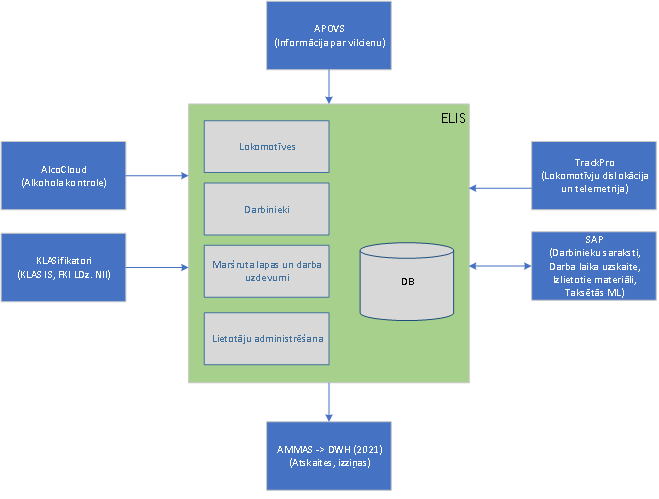 APOVS
(Informācija par vilcienu)
ELIS
Lokomotīves
AlcoCloud
(Alkohola kontrole)
TrackPro
(Lokomotīvju dislokācija
un telemetrija)
Darbinieki
KLASifikatori
(KLAS IS, FKI LDz. NII)
Maršruta lapas un darba
uzdevumi
DB
SAP
(Darbinieku saraksti,
Darba laika uzskaite,
Izlietotie materiāli,
Taksētās ML)
Lietotāju administrēšana
AMMAS -> DWH (2021)
(Atskaites, izziņas)